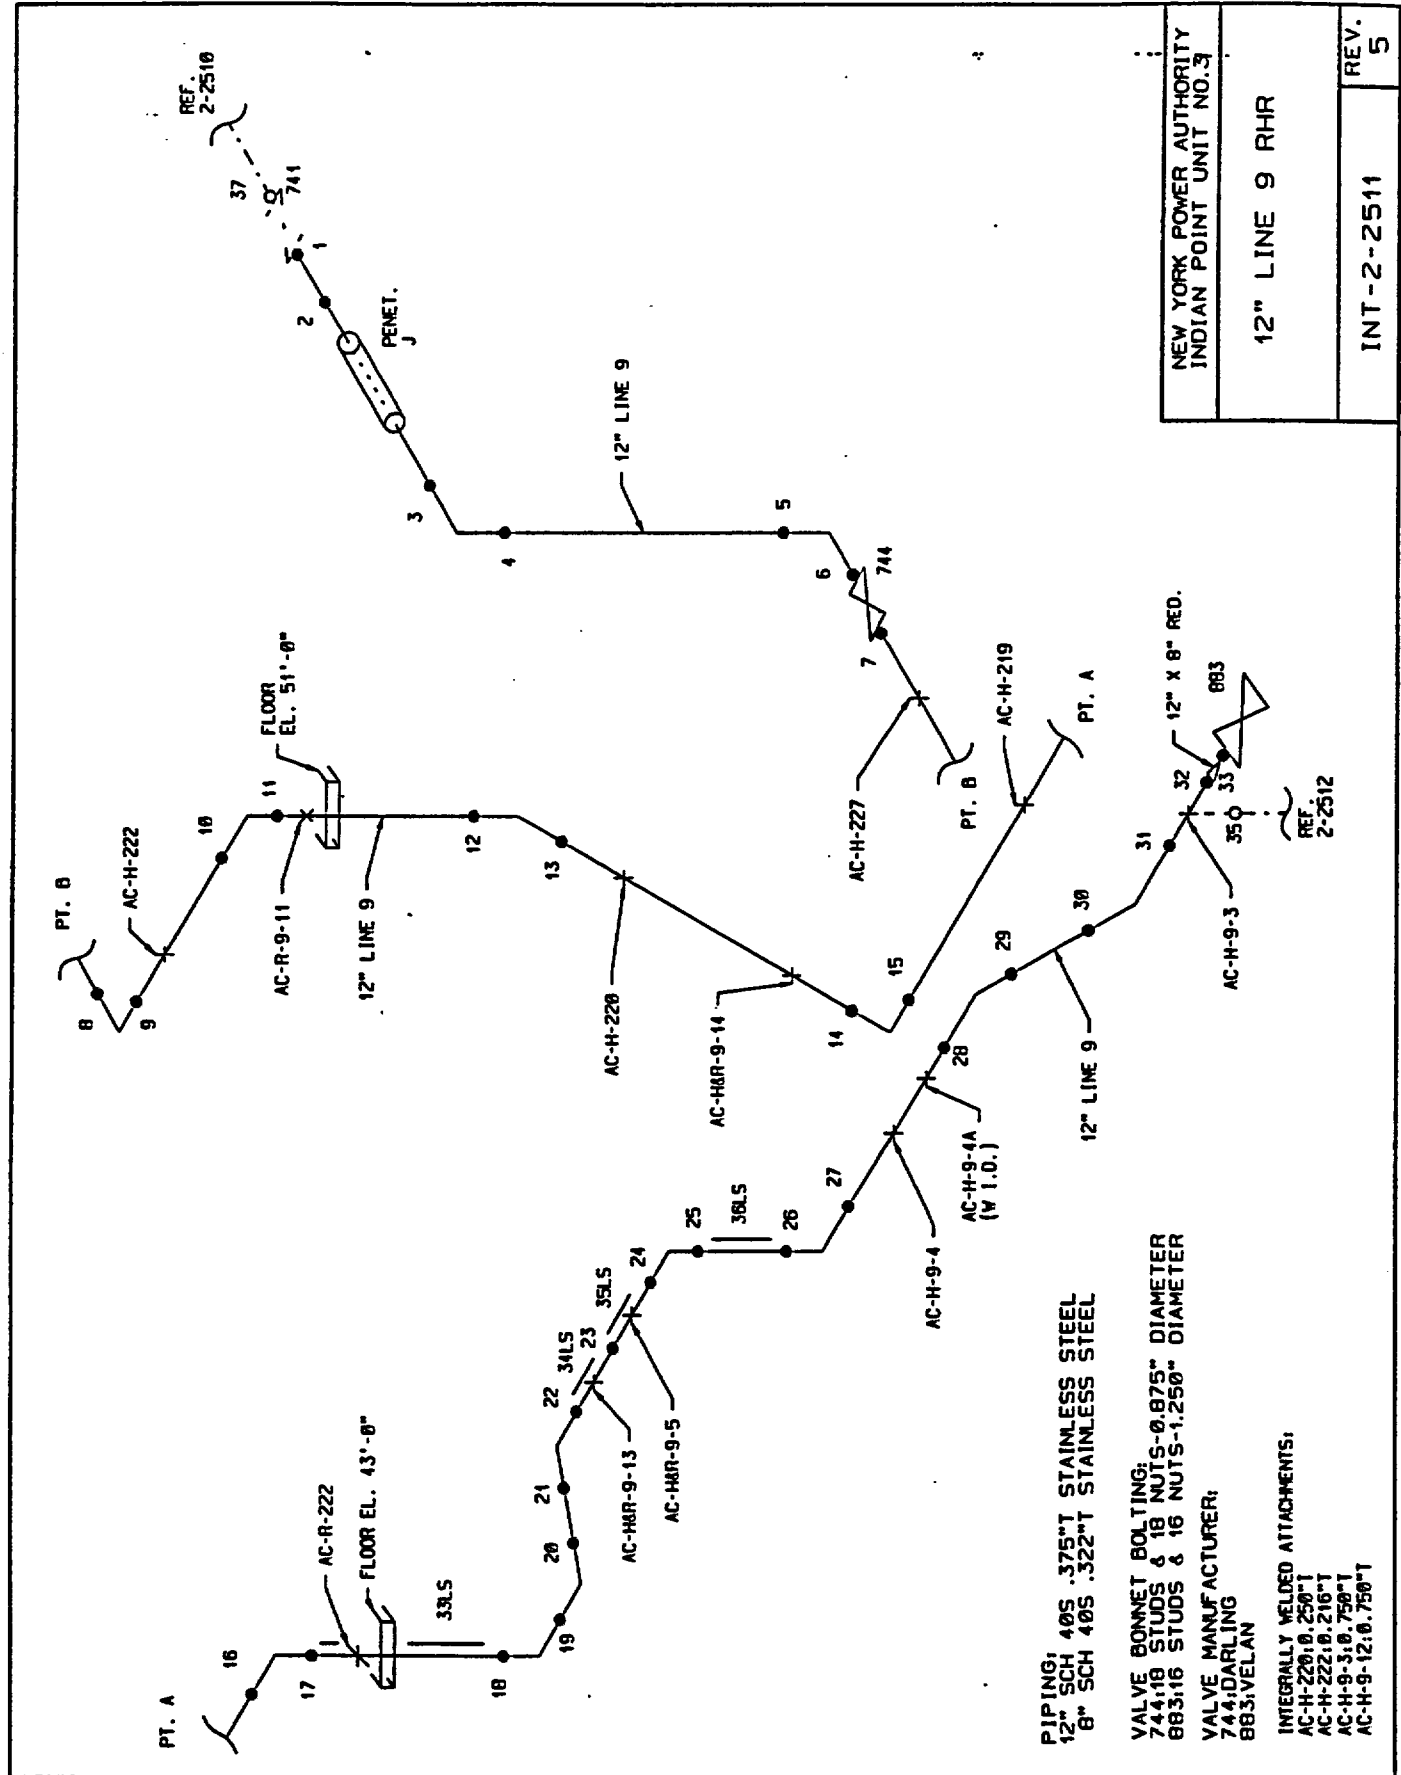 REF.
2-2510
37
741
1
2
PENET.
J
3
4
12" LINE 9
5
6
744
7
AC-H-227
PT. B
PT. B
8
9
AC-H-222
10
11
FLOOR
EL. 51'-0"
AC-R-9-11
12" LINE 9
12
13
AC-H-220
AC-H&R-9-14
14
15
AC-H-219
PT. A
PT. A
16
17
AC-R-222
FLOOR EL. 43'-0"
33LS
18
19
20
21
22
34LS
23
35LS
24
AC-H&R-9-13
AC-H&R-9-5
25
36LS
26
27
AC-H-9-4
AC-H-9-4A
(W I.D.)
28
29
12" LINE 9
30
31
AC-H-9-3
32
33
12" X 8" RED.
883
35
REF.
2-2512
PIPING:
12" SCH 40S .375"T STAINLESS STEEL
8" SCH 40S .322"T STAINLESS STEEL
VALVE BONNET BOLTING:
744:18 STUDS & 18 NUTS-0.875" DIAMETER
883:16 STUDS & 16 NUTS-1.250" DIAMETER
VALVE MANUFACTURER:
744:DARLING
883:VELAN
INTEGRALLY WELDED ATTACHMENTS:
AC-H-220:0.250"T
AC-H-222:0.216"T
AC-H-9-3:0.750"T
AC-H-9-12:0.750"T
NEW YORK POWER AUTHORITY
INDIAN POINT UNIT NO.3
12" LINE 9 RHR
INT-2-2511
REV.
5